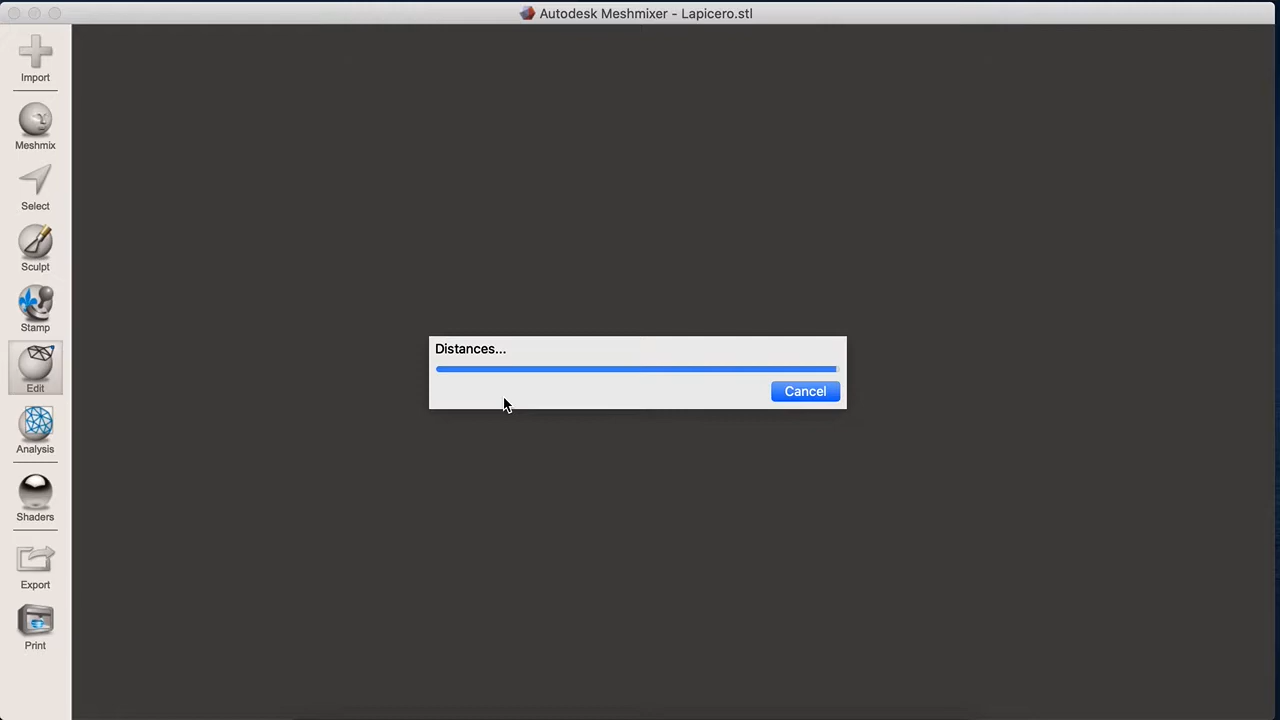 Autodesk Meshmixer - Lapicero.stl
Import
Meshmix
Select
Sculpt
Stamp
Edit
Analysis
Shaders
Export
Print
Distances...
Cancel